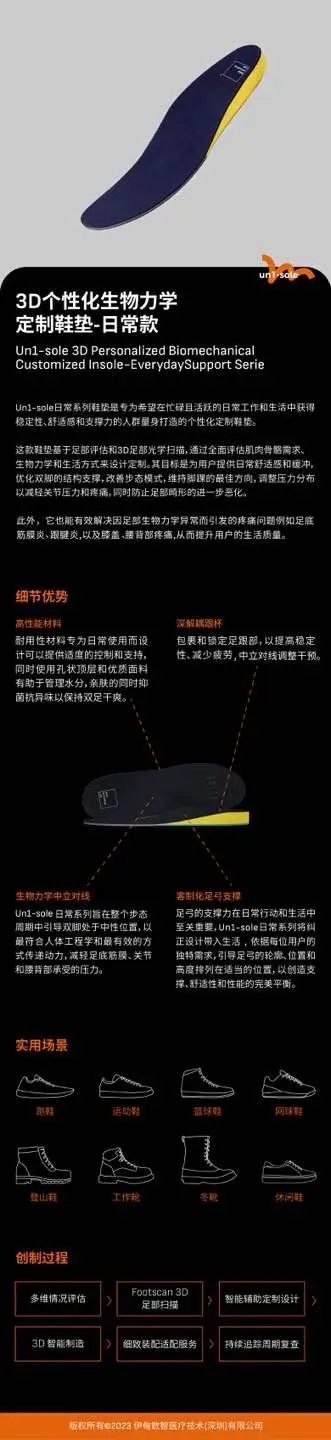 un1-sole
3D个性化生物力学
定制鞋垫-日常款
Un1-sole 3D Personalized Biomechanical
Customized Insole-EverydaySupport Serie
Un1-sole日常系列鞋垫是专为希望在忙碌且活跃的日常工作和生活中获得
稳定性、舒适感和支撑力的人群量身打造的个性化定制鞋垫。
这款鞋垫基于足部评估和3D足部光学扫描，通过全面评估肌肉骨骼需求、
生物力学和生活方式来设计定制。其目标是为用户提供日常舒适感和缓冲，
优化双脚的结构支撑，改善步态模式，维持脚踝的最佳方向，调整压力分布
以减轻关节压力和疼痛，同时防止足部畸形的进一步恶化。
此外，它也能有效解决因足部生物力学异常而引发的疼痛问题例如足底
筋膜炎、跟腱炎，以及膝盖、腰背部疼痛，从而提升用户的生活质量。
细节优势
高性能材料
耐用性材料专为日常使用而设
计可以提供适度的控制和支持，
同时使用孔状顶层和优质面料
有助于管理水分，亲肤的同时抑
菌抗异味以保持双足干爽。
深解耦跟杯
包裹和锁定足跟部，以提高稳定
性、减少疲劳，中立对线调整干预。
生物力学中立对线
Un1-sole 日常系列旨在整个步态
周期中引导双脚处于中性位置，以
最符合人体工程学和最有效的方
式传递动力，减轻足底筋膜、关节
和腰背部承受的压力。
客制化足弓支撑
足弓的支撑力在日常行动和生活中
至关重要，Un1-sole日常系列将纠
正设计带入生活，依据每位用户的
独特需求，引导足弓的轮廓、位置和
高度排列在适当的位置，以创造支
撑、舒适性和性能的完美平衡。
实用场景
跑鞋
运动鞋
篮球鞋
网球鞋
登山鞋
工作靴
冬靴
休闲鞋
创制过程
多维情况评估
Footscan 3D
足部扫描
智能辅助定制设计
3D 智能制造
细致装配适配服务
持续追踪周期复查
版权所有©2023 伊甸数智医疗技术(深圳)有限公司